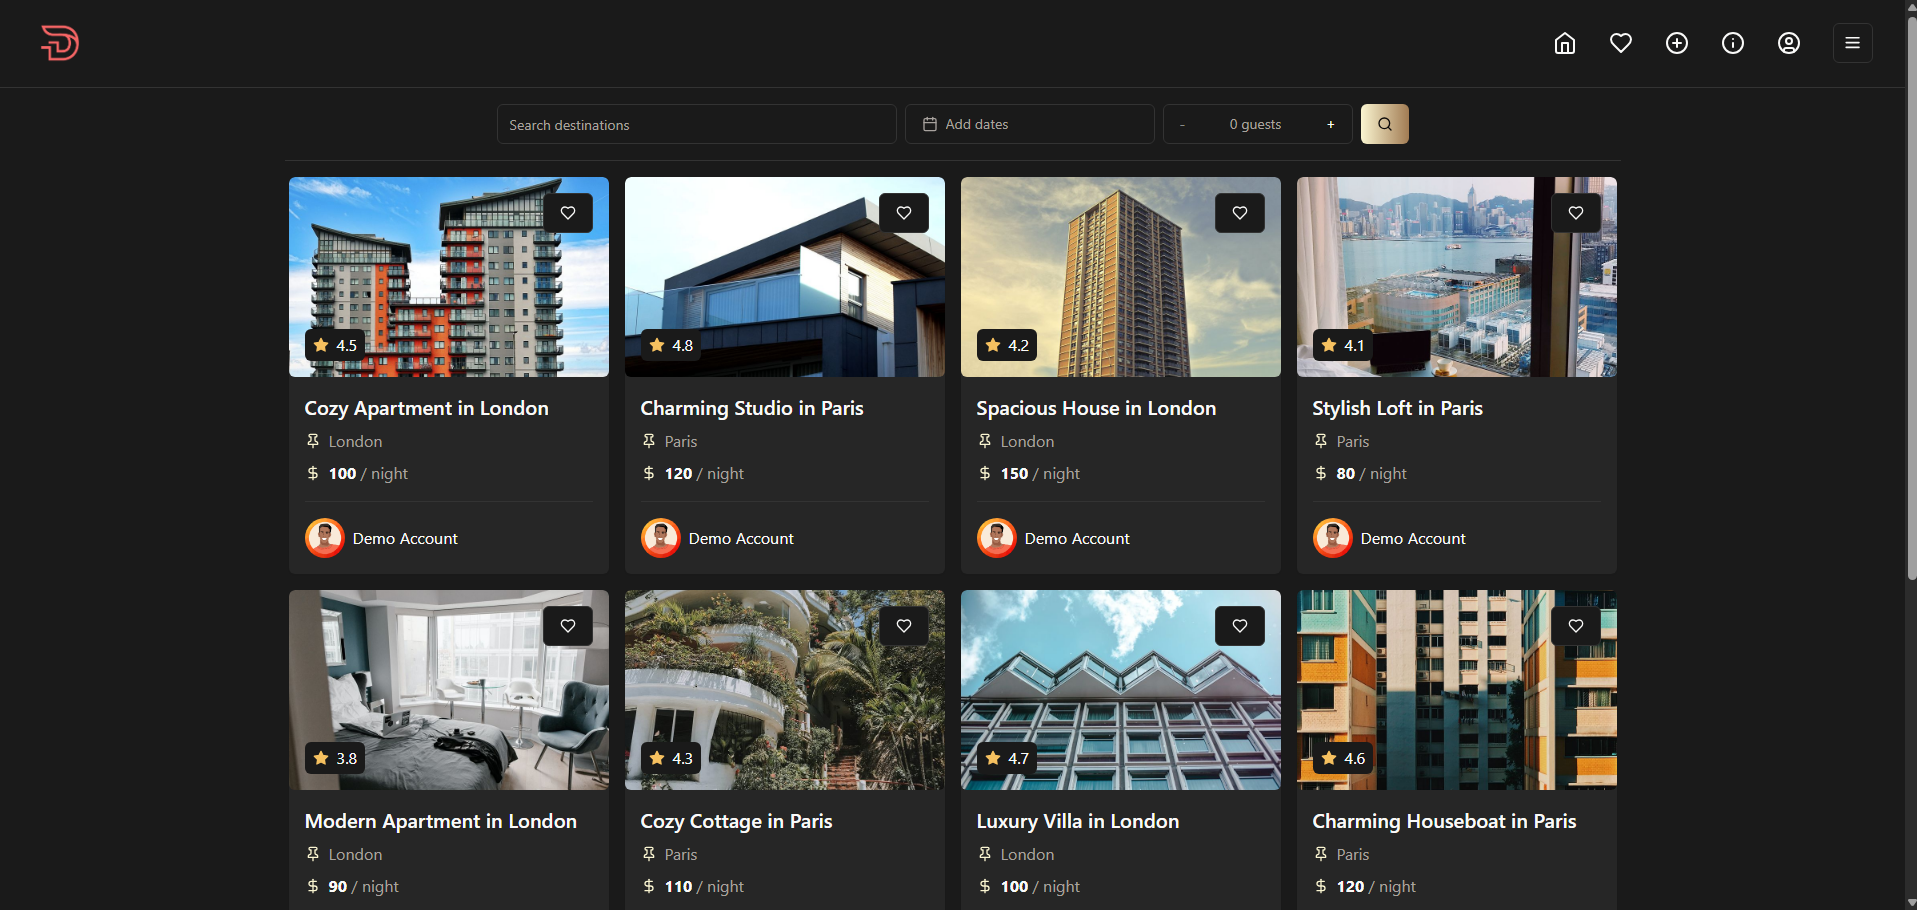 Search destinations
Add dates
- 0 guests +
4.5
4.8
4.2
4.1
Cozy Apartment in London
London
$ 100 / night
Demo Account
Charming Studio in Paris
Paris
$ 120 / night
Demo Account
Spacious House in London
London
$ 150 / night
Demo Account
Stylish Loft in Paris
Paris
$ 80 / night
Demo Account
3.8
4.3
4.7
4.6
Modern Apartment in London
London
$ 90 / night
Cozy Cottage in Paris
Paris
$ 110 / night
Luxury Villa in London
London
$ 100 / night
Charming Houseboat in Paris
Paris
$ 120 / night